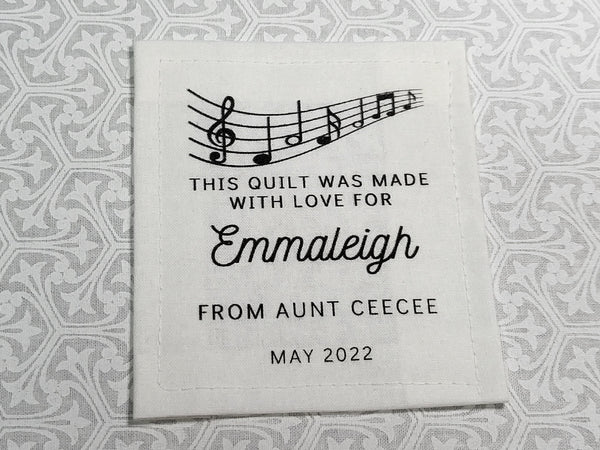 THIS QUILT WAS MADE
WITH LOVE FOR
Emmaleigh
FROM AUNT CEECEE
MAY 2022